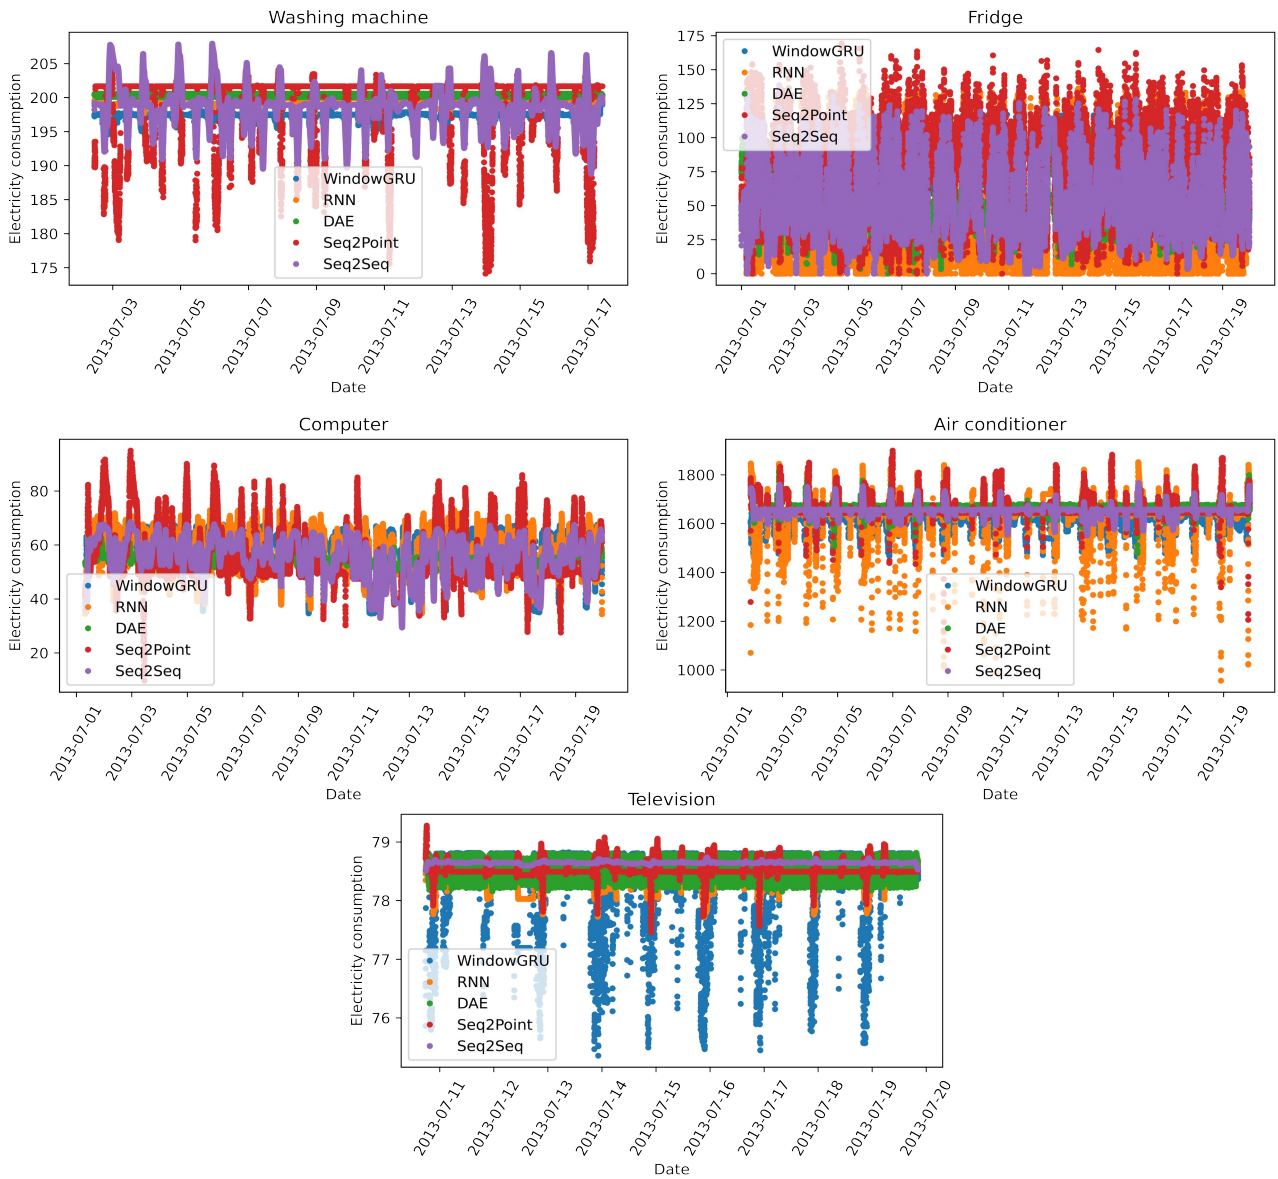 Washing machine
Electricity consumption
205
200
195
190
185
180
175
WindowGRU
RNN
DAE
Seq2Point
Seq2Seq
2013-07-03
2013-07-05
2013-07-07
2013-07-09
2013-07-11
2013-07-13
2013-07-15
2013-07-17
Date
Fridge
Electricity consumption
175
150
125
100
75
50
25
0
WindowGRU
RNN
DAE
Seq2Point
Seq2Seq
2013-07-01
2013-07-03
2013-07-05
2013-07-07
2013-07-09
2013-07-11
2013-07-13
2013-07-15
2013-07-17
2013-07-19
Date
Computer
Electricity consumption
80
60
40
20
WindowGRU
RNN
DAE
Seq2Point
Seq2Seq
2013-07-01
2013-07-03
2013-07-05
2013-07-07
2013-07-09
2013-07-11
2013-07-13
2013-07-15
2013-07-17
2013-07-19
Date
Air conditioner
Electricity consumption
1800
1600
1400
1200
1000
WindowGRU
RNN
DAE
Seq2Point
Seq2Seq
2013-07-01
2013-07-03
2013-07-05
2013-07-07
2013-07-09
2013-07-11
2013-07-13
2013-07-15
2013-07-17
2013-07-19
Date
Television
Electricity consumption
79
78
77
76
WindowGRU
RNN
DAE
Seq2Point
Seq2Seq
2013-07-11
2013-07-12
2013-07-13
2013-07-14
2013-07-15
2013-07-16
2013-07-17
2013-07-18
2013-07-19
2013-07-20
Date